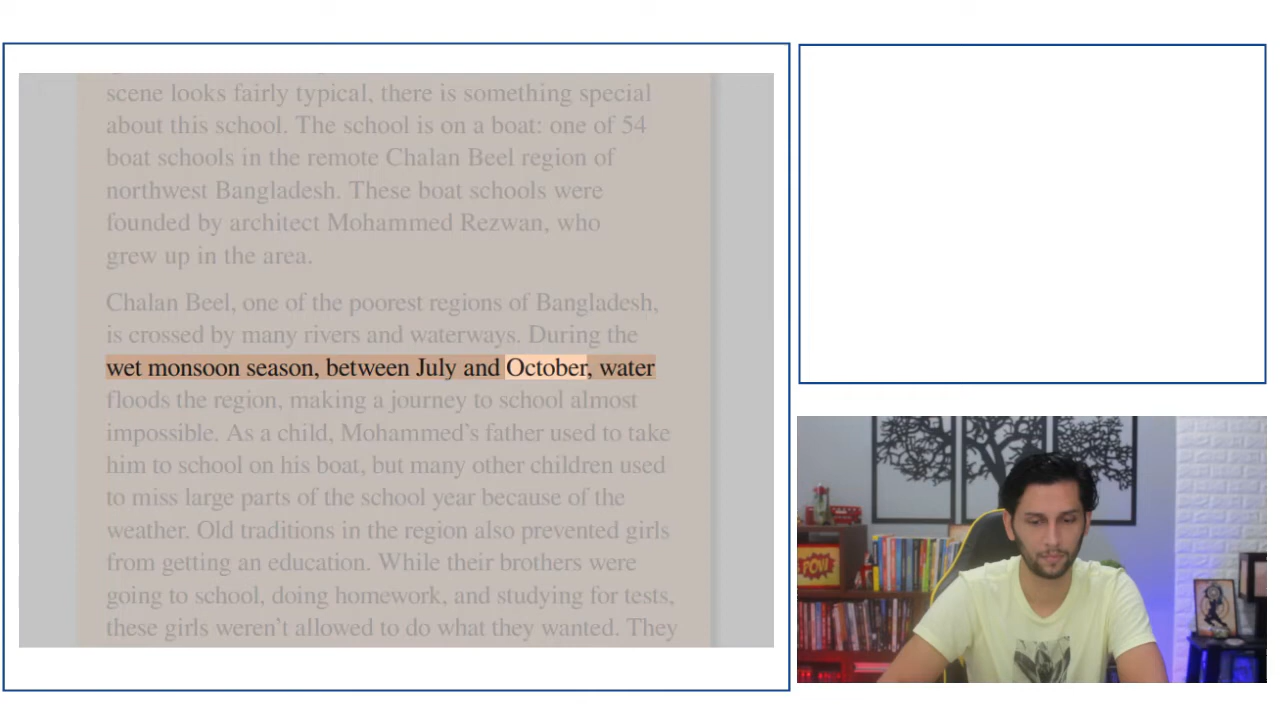 scene looks fairly typical, there is something special
about this school. The school is on a boat: one of 54
boat schools in the remote Chalan Beel region of
northwest Bangladesh. These boat schools were
founded by architect Mohammed Rezwan, who
grew up in the area.
Chalan Beel, one of the poorest regions of Bangladesh,
is crossed by many rivers and waterways. During the
wet monsoon season, between July and October, water
floods the region, making a journey to school almost
impossible. As a child, Mohammed's father used to take
him to school on his boat, but many other children used
to miss large parts of the school year because of the
weather. Old traditions in the region also prevented girls
from getting an education. While their brothers were
going to school, doing homework, and studying for tests,
these girls weren't allowed to do what they wanted. They
POW!